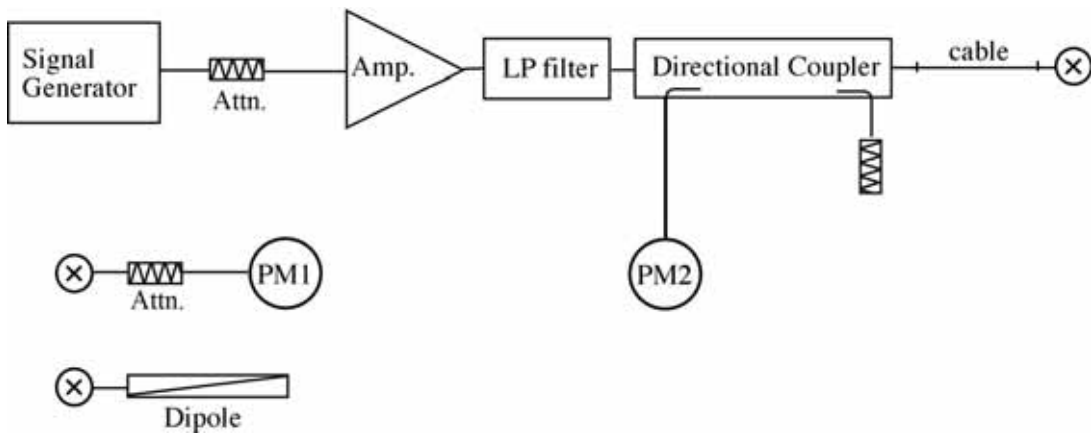 Signal
Generator
Attn.
Amp.
LP filter
Directional Coupler
cable
Attn.
PM1
PM2
Dipole